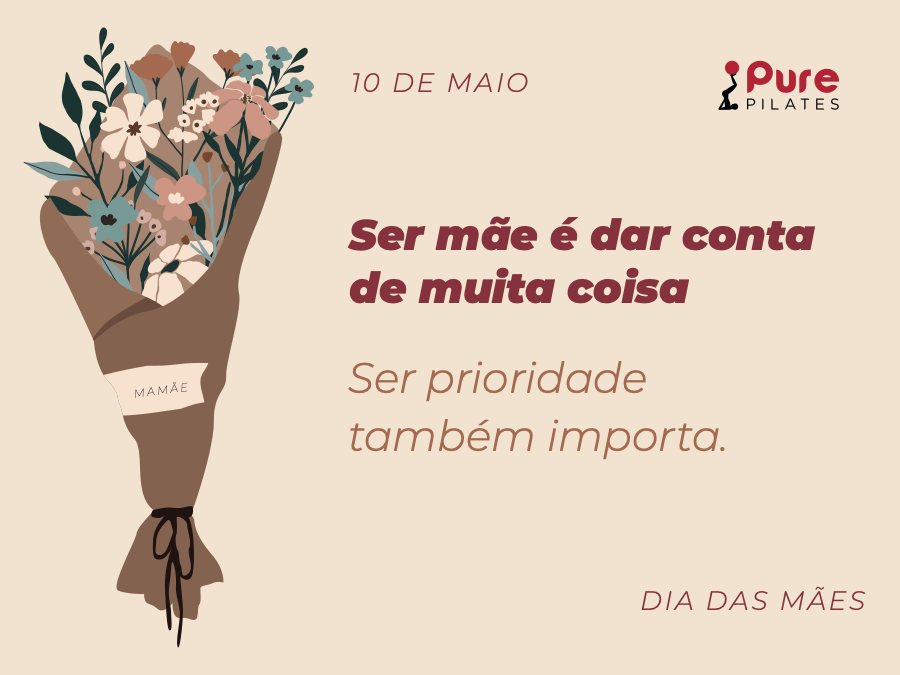 10 DE MAIO
Pure
PILATES
Ser mãe é dar conta
de muita coisa
Ser prioridade
também importa.
MAMÃE
DIA DAS MÃES